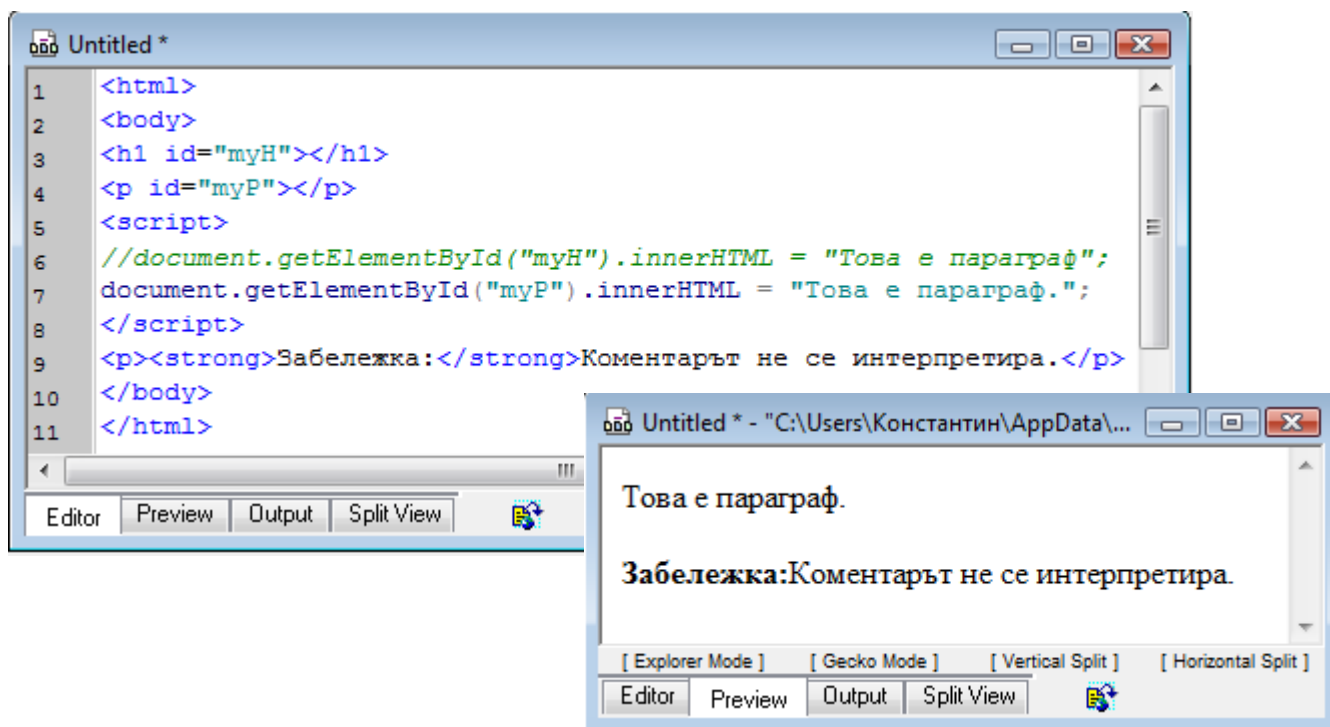 Untitled *
1 <html>
2 <body>
3 <h1 id="myH"></h1>
4 <p id="myP"></p>
5 <script>
6 //document.getElementById("myH").innerHTML = "Това е параграф";
7 document.getElementById("myP").innerHTML = "Това е параграф.";
8 </script>
9 <p><strong>Забележка:</strong>Коментарът не се интерпретира.</p>
10 </body>
11 </html>
Editor Preview Output Split View
Untitled * - "C:\Users\Константин\AppData\...
Това е параграф.
Забележка:Коментарът не се интерпретира.
[ Explorer Mode ] [ Gecko Mode ] [ Vertical Split ] [ Horizontal Split ]
Editor Preview Output Split View